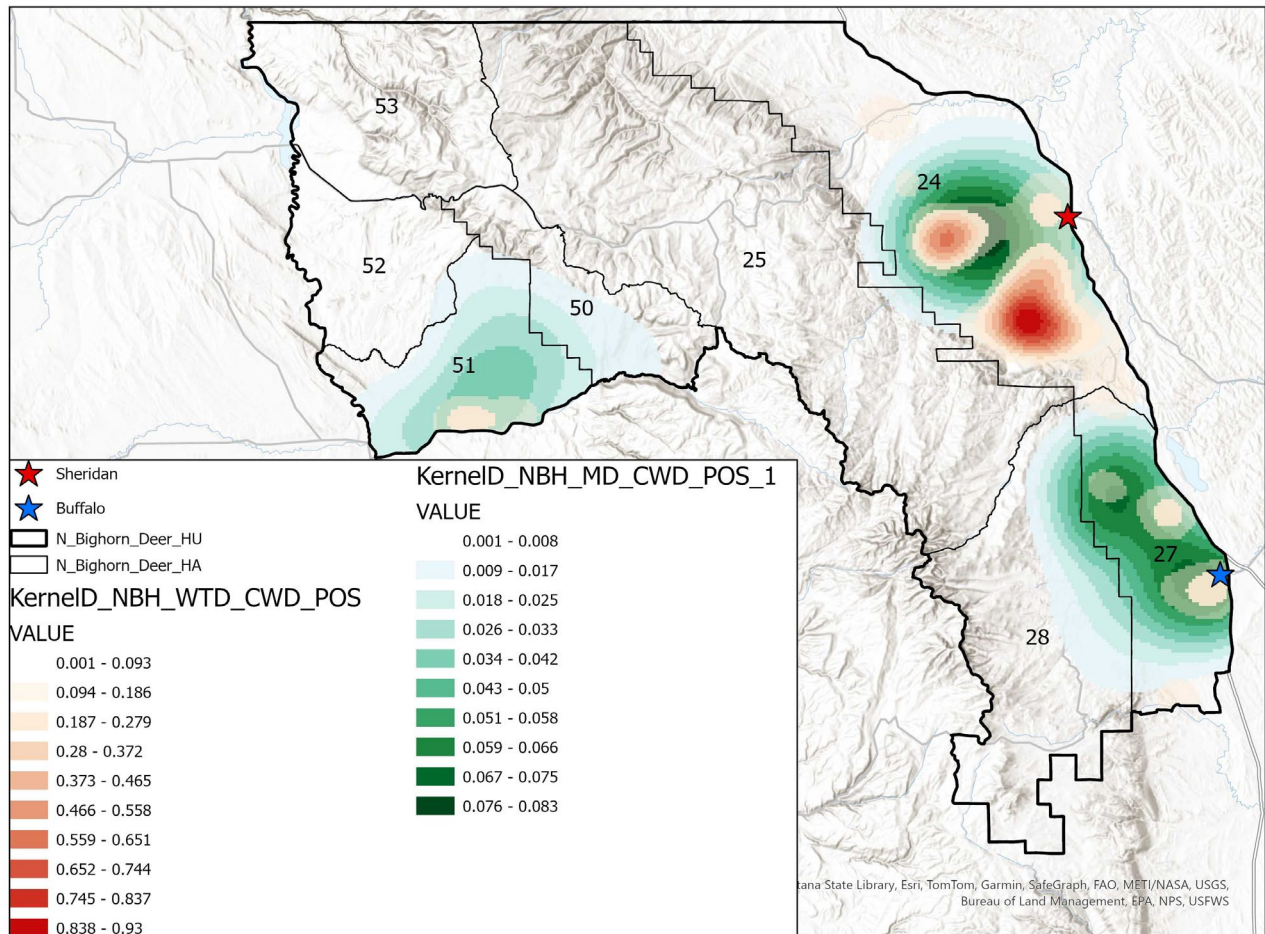 53
24
52
25
50
51
27
28
Sheridan
Buffalo
N_Bighorn_Deer_HU
N_Bighorn_Deer_HA
KernelD_NBH_WTD_CWD_POS
VALUE
0.001 - 0.093
0.094 - 0.186
0.187 - 0.279
0.28 - 0.372
0.373 - 0.465
0.466 - 0.558
0.559 - 0.651
0.652 - 0.744
0.745 - 0.837
0.838 - 0.93
KernelD_NBH_MD_CWD_POS_1
VALUE
0.001 - 0.008
0.009 - 0.017
0.018 - 0.025
0.026 - 0.033
0.034 - 0.042
0.043 - 0.05
0.051 - 0.058
0.059 - 0.066
0.067 - 0.075
0.076 - 0.083
tana State Library, Esri, TomTom, Garmin, SafeGraph, FAO, METI/NASA, USGS,
Bureau of Land Management, EPA, NPS, USFWS